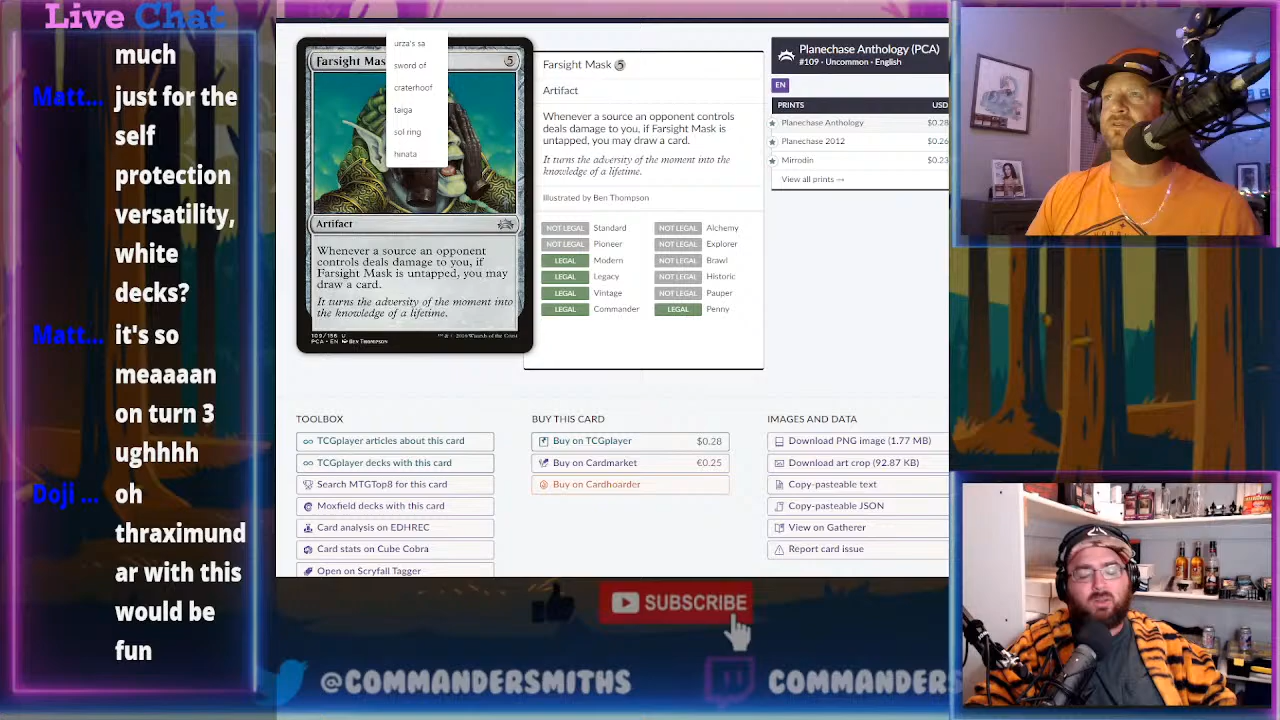 Live Chat
much
Matt... just for the
self
protection
versatility,
white
decks?
Matt... it's so
meaaaan
on turn 3
ughhhh
Doji ... oh
thraximund
ar with this
would be
fun
urza's sa
sword of
craterhoof
taiga
sol ring
hinata
Farsight Mas
5
Artifact
Whenever a source an opponent
controls deals damage to you, if
Farsight Mask is untapped, you may
draw a card.
It turns the adversity of the moment into
the knowledge of a lifetime.
109/156 U
PCA • EN Ben Thompson
Farsight Mask 5
Artifact
Whenever a source an opponent controls
deals damage to you, if Farsight Mask is
untapped, you may draw a card.
It turns the adversity of the moment into the
knowledge of a lifetime.
Illustrated by Ben Thompson
NOT LEGAL Standard NOT LEGAL Alchemy
NOT LEGAL Pioneer NOT LEGAL Explorer
LEGAL Modern NOT LEGAL Brawl
LEGAL Legacy NOT LEGAL Historic
LEGAL Vintage NOT LEGAL Pauper
LEGAL Commander LEGAL Penny
Planechase Anthology (PCA)
#109 · Uncommon · English
EN
PRINTS USD
Planechase Anthology $0.28
Planechase 2012 $0.26
Mirrodin $0.23
View all prints →
TOOLBOX
TCGplayer articles about this card
TCGplayer decks with this card
Search MTGTop8 for this card
Moxfield decks with this card
Card analysis on EDHREC
Card stats on Cube Cobra
Open on Scryfall Tagger
BUY THIS CARD
Buy on TCGplayer $0.28
Buy on Cardmarket €0.25
Buy on Cardhoarder
IMAGES AND DATA
Download PNG image (1.77 MB)
Download art crop (92.87 KB)
Copy-pasteable text
Copy-pasteable JSON
View on Gatherer
Report card issue
SUBSCRIBE
@COMMANDERSMITHS
COMMANDERS